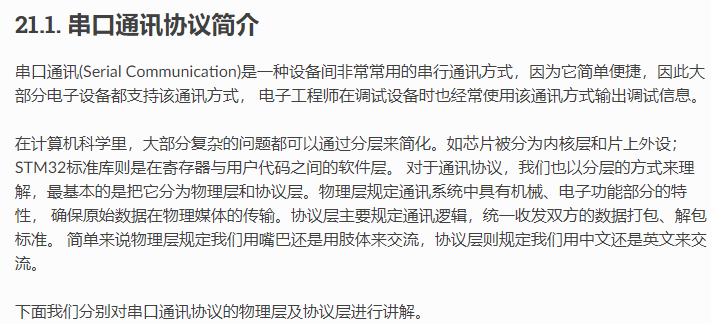 21.1. 串口通讯协议简介
串口通讯(Serial Communication)是一种设备间非常常用的串行通讯方式，因为它简单便捷，因此大
部分电子设备都支持该通讯方式， 电子工程师在调试设备时也经常使用该通讯方式输出调试信息。
在计算机科学里，大部分复杂的问题都可以通过分层来简化。如芯片被分为内核层和片上外设；
STM32标准库则是在寄存器与用户代码之间的软件层。 对于通讯协议，我们也以分层的方式来理
解，最基本的是把它分为物理层和协议层。物理层规定通讯系统中具有机械、电子功能部分的特
性， 确保原始数据在物理媒体的传输。协议层主要规定通讯逻辑，统一收发双方的数据打包、解包
标准。 简单来说物理层规定我们用嘴巴还是用肢体来交流，协议层则规定我们用中文还是英文来交
流。
下面我们分别对串口通讯协议的物理层及协议层进行讲解。